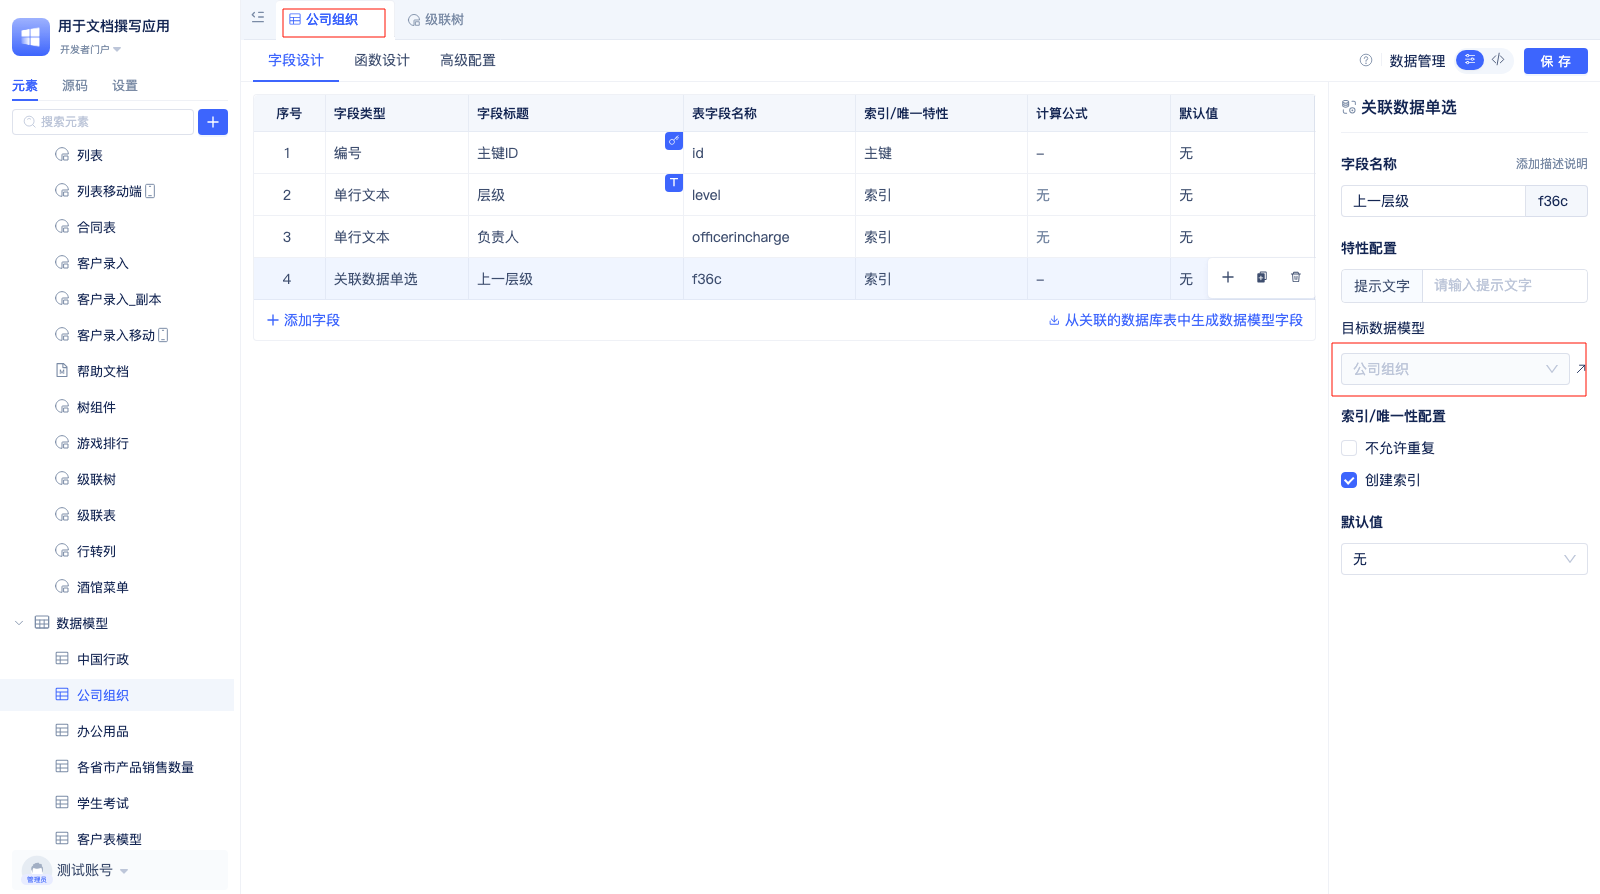 用于文档撰写应用
开发者门户
元素 源码 设置
搜索元素
列表
列表移动端
合同表
客户录入
客户录入_副本
客户录入移动
帮助文档
树组件
游戏排行
级联树
级联表
行转列
酒馆菜单
数据模型
中国行政
公司组织
办公用品
各省市产品销售数量
学生考试
客户表模型
管理员
测试账号
公司组织 级联树
字段设计 函数设计 高级配置
数据管理 保 存
序号 字段类型 字段标题 表字段名称 索引/唯一特性 计算公式 默认值
1 编号 主键ID id 主键 – 无
T
2 单行文本 层级 level 索引 无 无
3 单行文本 负责人 officerincharge 索引 无 无
4 关联数据单选 上一层级 f36c 索引 – 无
添加字段
从关联的数据库表中生成数据模型字段
关联数据单选
字段名称 添加描述说明
上一层级 f36c
特性配置
提示文字 请输入提示文字
目标数据模型
公司组织
索引/唯一性配置
不允许重复
创建索引
默认值
无